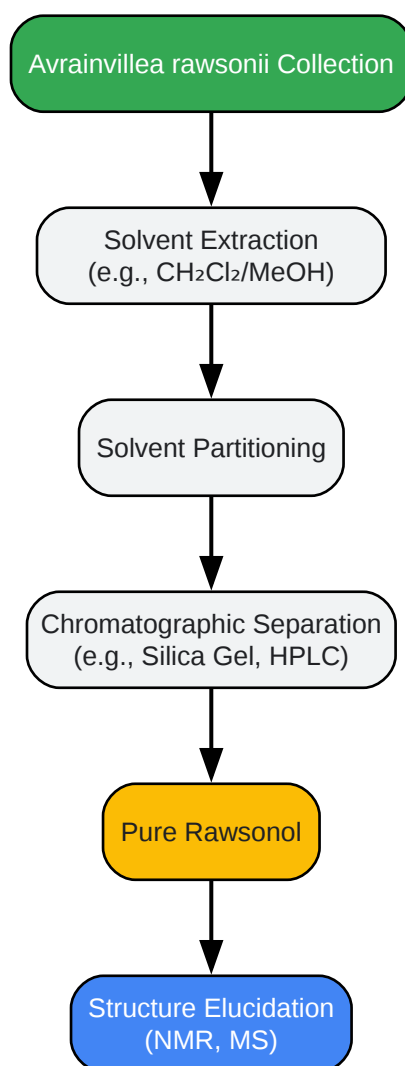 Avrainvillea rawsonii Collection
Solvent Extraction
(e.g., CH₂Cl₂/MeOH)
Solvent Partitioning
Chromatographic Separation
(e.g., Silica Gel, HPLC)
Pure Rawsonol
Structure Elucidation
(NMR, MS)